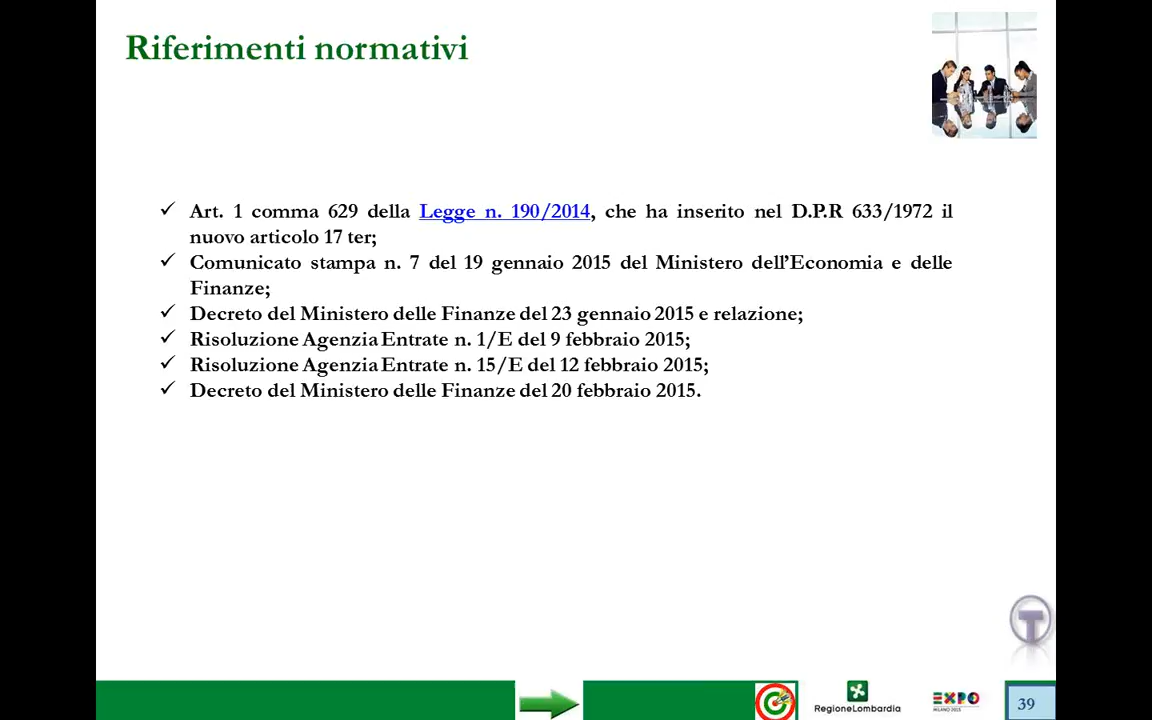 Riferimenti normativi
✓ Art. 1 comma 629 della Legge n. 190/2014, che ha inserito nel D.P.R 633/1972 il
nuovo articolo 17 ter;
✓ Comunicato stampa n. 7 del 19 gennaio 2015 del Ministero dell'Economia e delle
Finanze;
✓ Decreto del Ministero delle Finanze del 23 gennaio 2015 e relazione;
✓ Risoluzione Agenzia Entrate n. 1/E del 9 febbraio 2015;
✓ Risoluzione Agenzia Entrate n. 15/E del 12 febbraio 2015;
✓ Decreto del Ministero delle Finanze del 20 febbraio 2015.
T
RegioneLombardia
EXPO
MILANO 2015
39